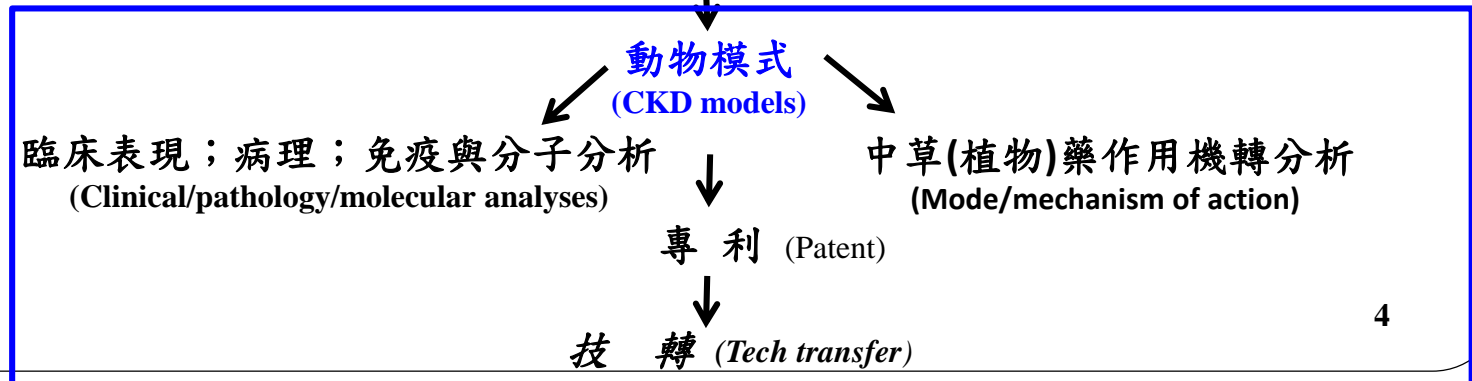 動物模式
(CKD models)
臨床表現；病理；免疫與分子分析
(Clinical/pathology/molecular analyses)
中草(植物)藥作用機轉分析
(Mode/mechanism of action)
專 利 (Patent)
技 轉 (Tech transfer)
4